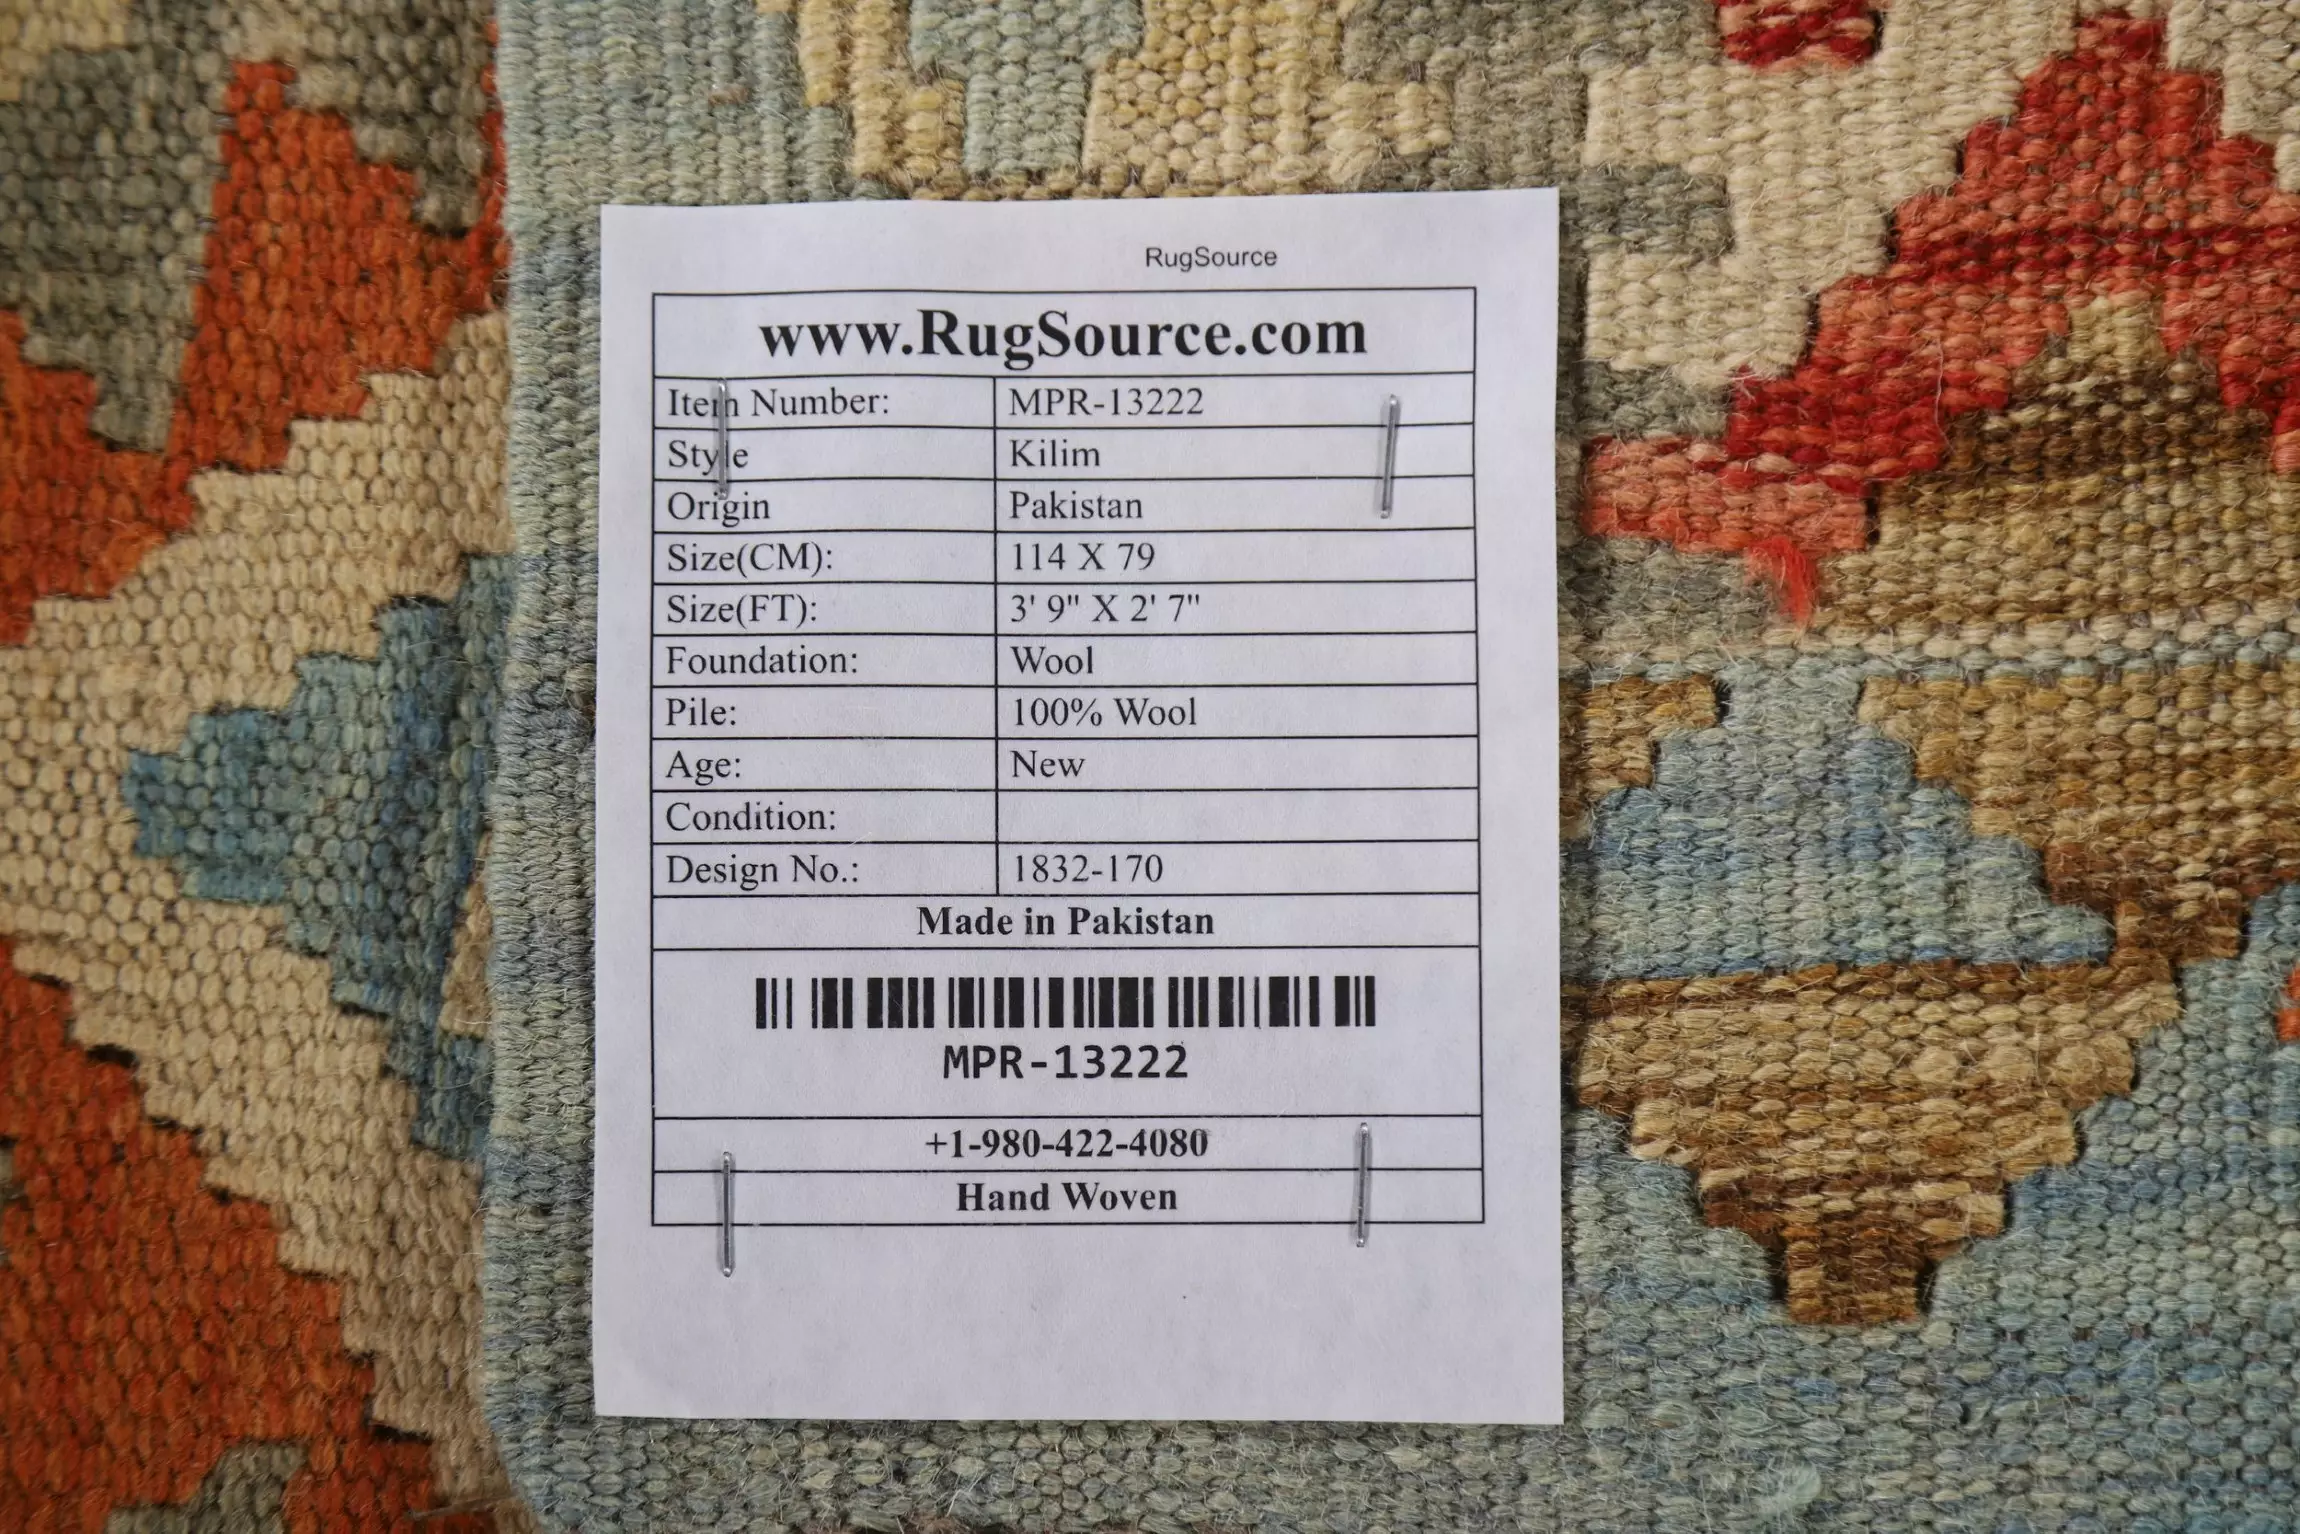 RugSource
www.RugSource.com
Item Number: MPR-13222
Style Kilim
Origin Pakistan
Size(CM): 114 X 79
Size(FT): 3' 9" X 2' 7"
Foundation: Wool
Pile: 100% Wool
Age: New
Condition:
Design No.: 1832-170
Made in Pakistan
MPR-13222
+1-980-422-4080
Hand Woven